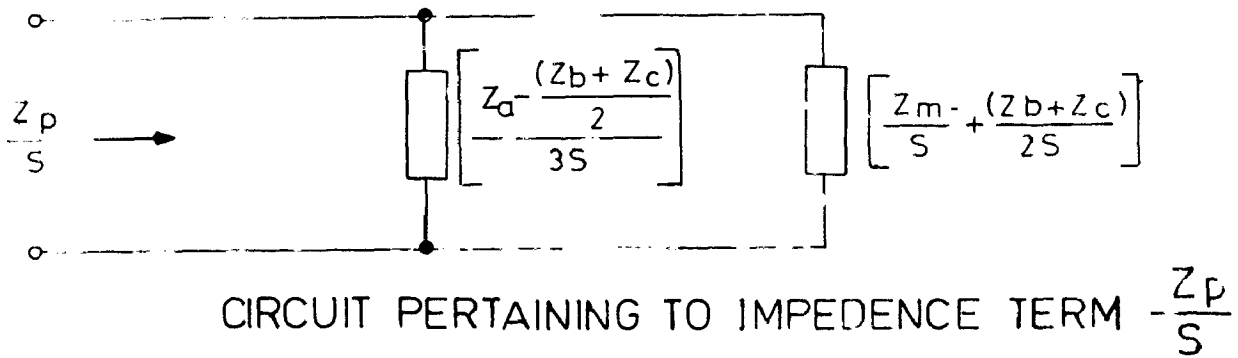 Zp/S
[(Za - (Zb + Zc)/2)/3S]
[Zm/S + (Zb+Zc)/2S]
CIRCUIT PERTAINING TO IMPEDENCE TERM - Zp/S